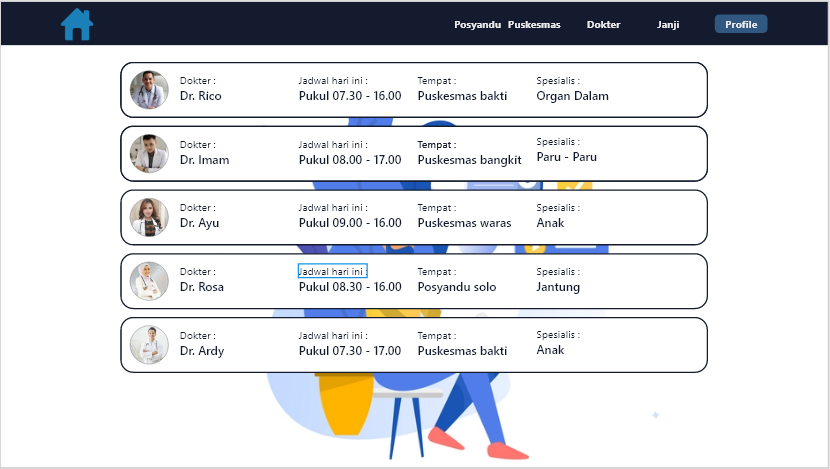 Posyandu Puskesmas Dokter Janji Profile
Dokter : Jadwal hari ini : Tempat : Spesialis :
Dr. Rico Pukul 07.30 - 16.00 Puskesmas bakti Organ Dalam
Dokter : Jadwal hari ini : Tempat : Spesialis :
Dr. Imam Pukul 08.00 - 17.00 Puskesmas bangkit Paru - Paru
Dokter : Jadwal hari ini : Tempat : Spesialis :
Dr. Ayu Pukul 09.00 - 16.00 Puskesmas waras Anak
Dokter : Jadwal hari ini : Tempat : Spesialis :
Dr. Rosa Pukul 08.30 - 16.00 Posyandu solo Jantung
Dokter : Jadwal hari ini : Tempat : Spesialis :
Dr. Ardy Pukul 07.30 - 17.00 Puskesmas bakti Anak